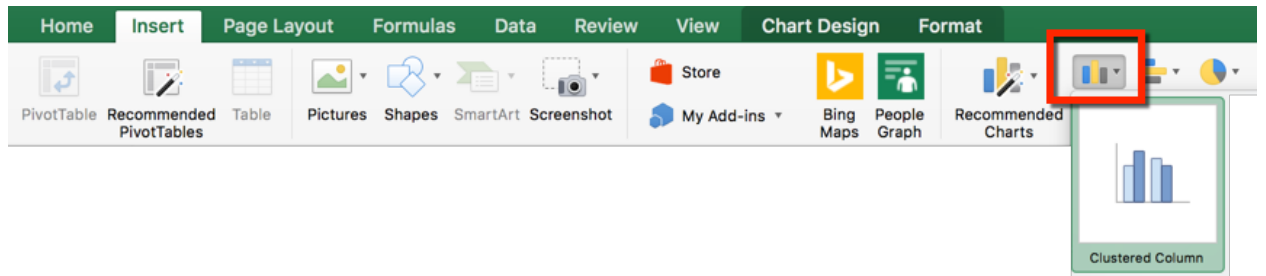 Home Insert Page Layout Formulas Data Review View Chart Design Format
Store
PivotTable Recommended PivotTables Table Pictures Shapes SmartArt Screenshot My Add-ins Bing Maps People Graph Recommended Charts
Clustered Column